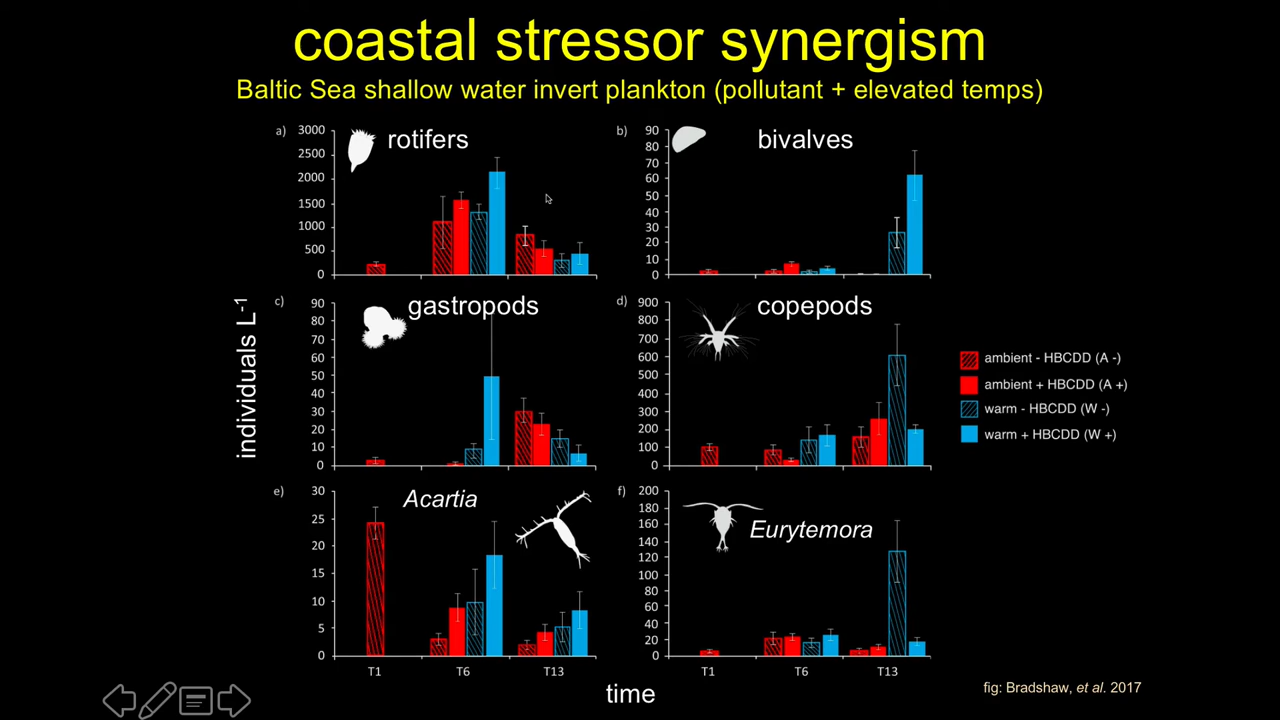 coastal stressor synergism
Baltic Sea shallow water invert plankton (pollutant + elevated temps)
a)
rotifers
3000
2500
2000
1500
1000
500
0
b)
bivalves
90
80
70
60
50
40
30
20
10
0
individuals L-1
c)
gastropods
90
80
70
60
50
40
30
20
10
0
d)
copepods
900
800
700
600
500
400
300
200
100
0
ambient - HBCDD (A -)
ambient + HBCDD (A +)
warm - HBCDD (W -)
warm + HBCDD (W +)
e)
Acartia
30
25
20
15
10
5
0
T1 T6 T13
f)
Eurytemora
200
180
160
140
120
100
80
60
40
20
0
T1 T6 T13
time
fig: Bradshaw, et al. 2017